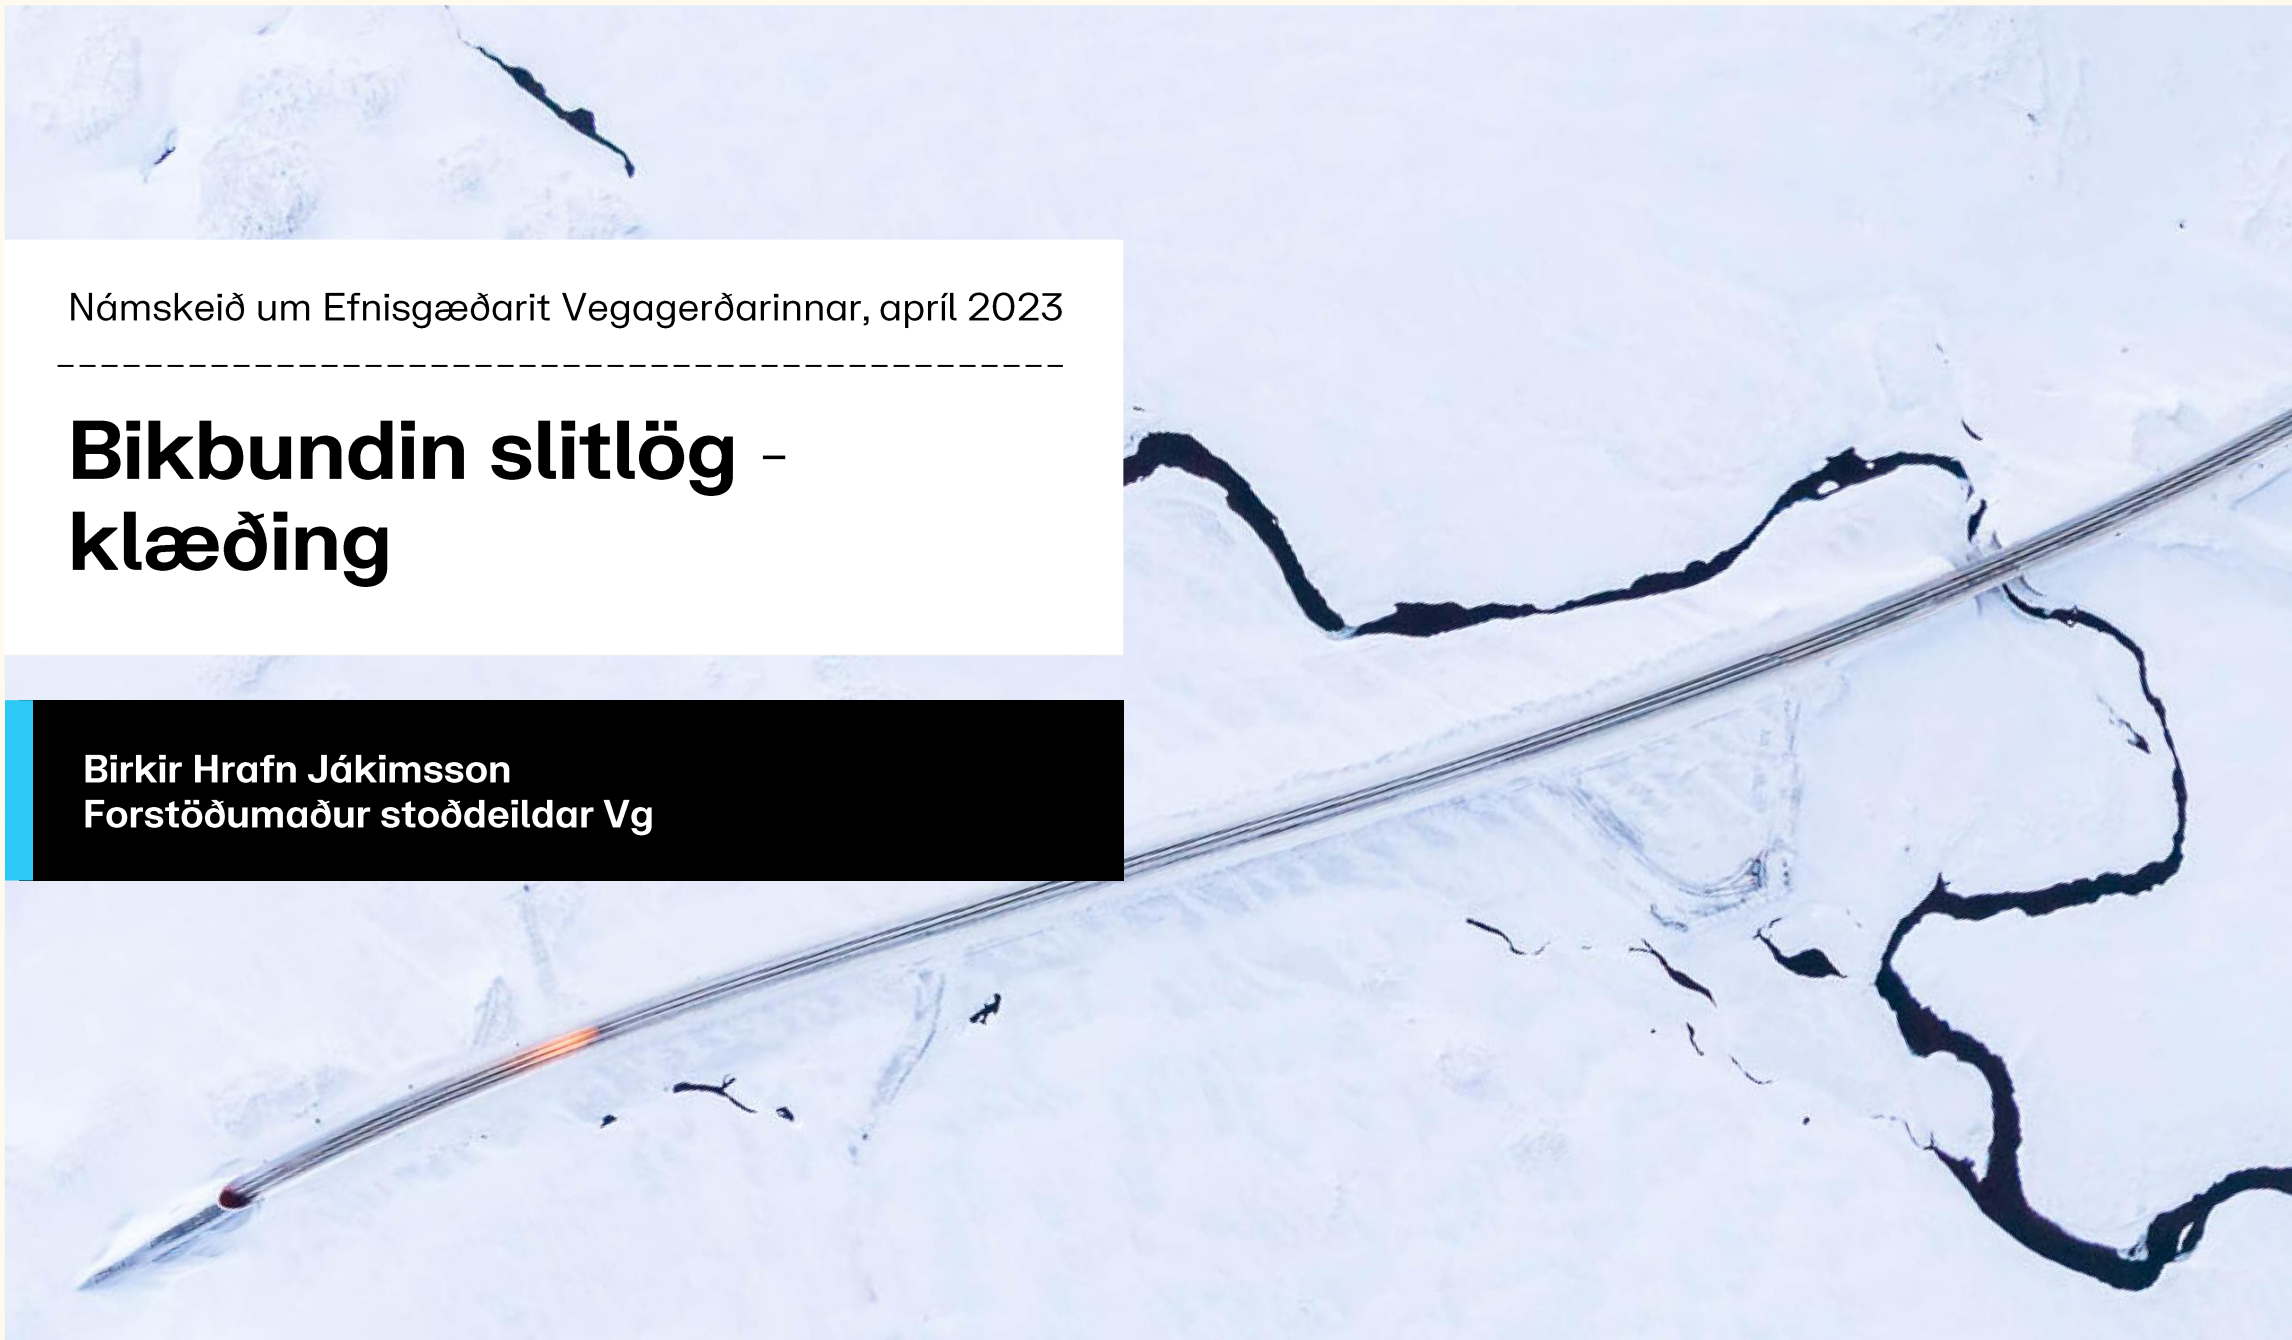 Námskeið um Efnisgæðarit Vegagerðarinnar, apríl 2023
Bikbundin slitlög -
klæðing
Birkir Hrafn Jákimsson
Forstöðumaður stoðdeildar Vg